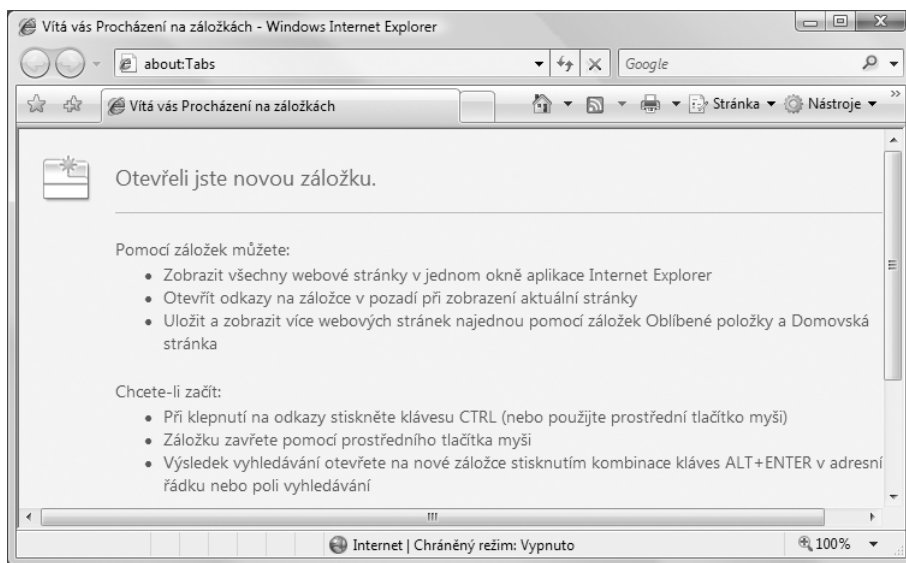 Vítá vás Procházení na záložkách - Windows Internet Explorer
about:Tabs
Google
Vítá vás Procházení na záložkách
Stránka
Nástroje
Otevřeli jste novou záložku.
Pomocí záložek můžete:
• Zobrazit všechny webové stránky v jednom okně aplikace Internet Explorer
• Otevřít odkazy na záložce v pozadí při zobrazení aktuální stránky
• Uložit a zobrazit více webových stránek najednou pomocí záložek Oblíbené položky a Domovská
stránka
Chcete-li začít:
• Při klepnutí na odkazy stiskněte klávesu CTRL (nebo použijte prostřední tlačítko myši)
• Záložku zavřete pomocí prostředního tlačítka myši
• Výsledek vyhledávání otevřete na nové záložce stisknutím kombinace kláves ALT+ENTER v adresní
řádku nebo poli vyhledávání
Internet | Chráněný režim: Vypnuto
100%